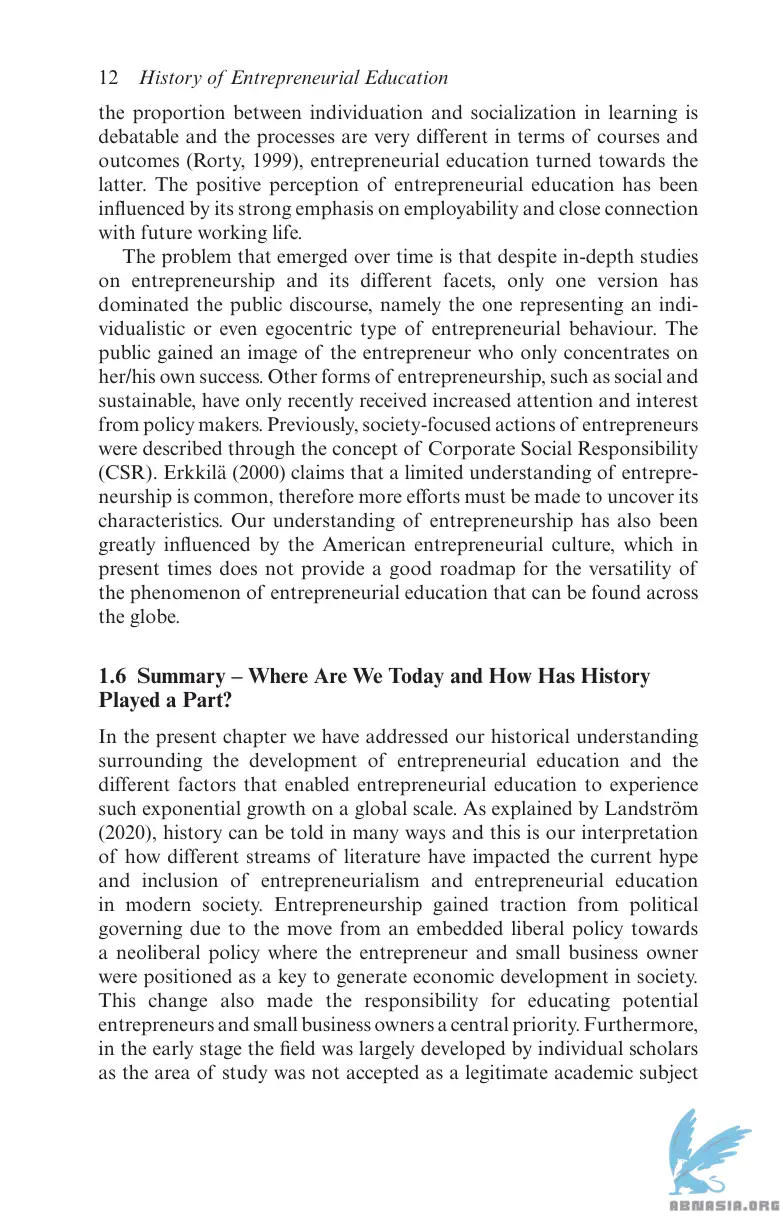 12 History of Entrepreneurial Education
the proportion between individuation and socialization in learning is
debatable and the processes are very different in terms of courses and
outcomes (Rorty, 1999), entrepreneurial education turned towards the
latter. The positive perception of entrepreneurial education has been
influenced by its strong emphasis on employability and close connection
with future working life.
The problem that emerged over time is that despite in-depth studies
on entrepreneurship and its different facets, only one version has
dominated the public discourse, namely the one representing an indi-
vidualistic or even egocentric type of entrepreneurial behaviour. The
public gained an image of the entrepreneur who only concentrates on
her/his own success. Other forms of entrepreneurship, such as social and
sustainable, have only recently received increased attention and interest
from policy makers. Previously, society-focused actions of entrepreneurs
were described through the concept of Corporate Social Responsibility
(CSR). Erkkilä (2000) claims that a limited understanding of entrepre-
neurship is common, therefore more efforts must be made to uncover its
characteristics. Our understanding of entrepreneurship has also been
greatly influenced by the American entrepreneurial culture, which in
present times does not provide a good roadmap for the versatility of
the phenomenon of entrepreneurial education that can be found across
the globe.
1.6 Summary – Where Are We Today and How Has History
Played a Part?
In the present chapter we have addressed our historical understanding
surrounding the development of entrepreneurial education and the
different factors that enabled entrepreneurial education to experience
such exponential growth on a global scale. As explained by Landström
(2020), history can be told in many ways and this is our interpretation
of how different streams of literature have impacted the current hype
and inclusion of entrepreneurialism and entrepreneurial education
in modern society. Entrepreneurship gained traction from political
governing due to the move from an embedded liberal policy towards
a neoliberal policy where the entrepreneur and small business owner
were positioned as a key to generate economic development in society.
This change also made the responsibility for educating potential
entrepreneurs and small business owners a central priority. Furthermore,
in the early stage the field was largely developed by individual scholars
as the area of study was not accepted as a legitimate academic subject
ABNASIA.ORG